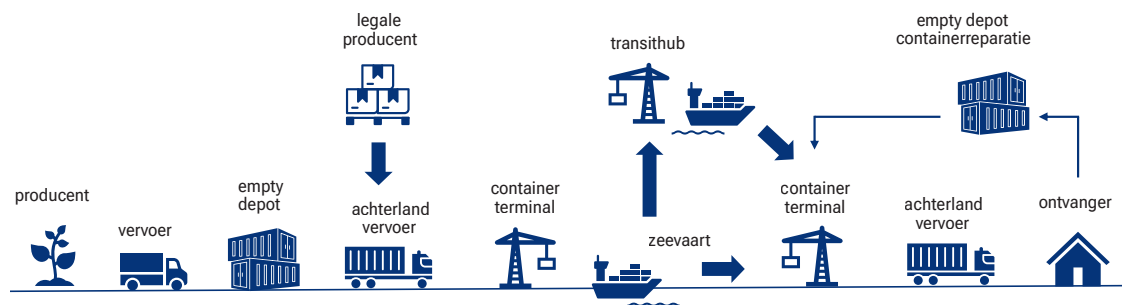 producent
vervoer
empty
depot
legale
producent
achterland
vervoer
container
terminal
zeevaart
transithub
container
terminal
achterland
vervoer
ontvanger
empty depot
containerreparatie